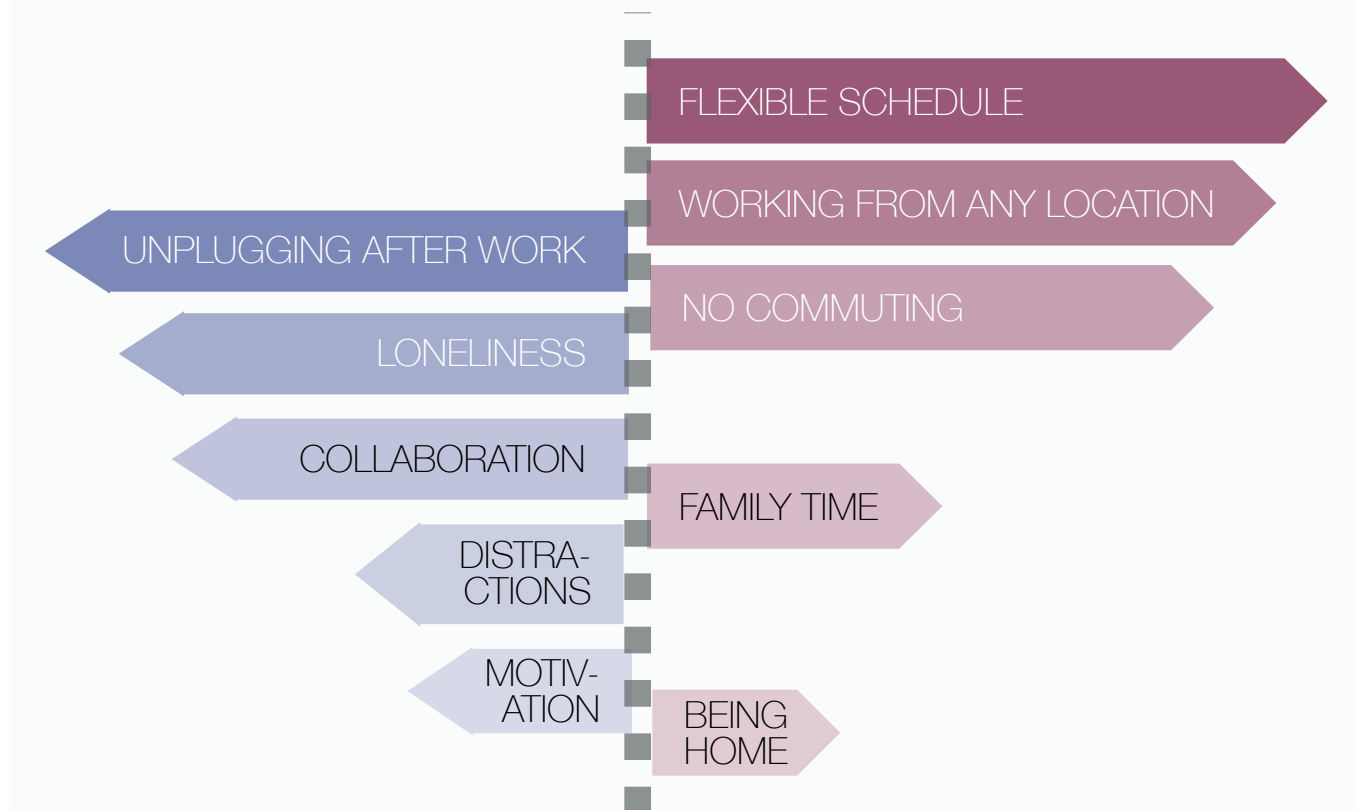 FLEXIBLE SCHEDULE
WORKING FROM ANY LOCATION
UNPLUGGING AFTER WORK
NO COMMUTING
LONELINESS
COLLABORATION
FAMILY TIME
DISTRA-
CTIONS
MOTIV-
ATION
BEING
HOME